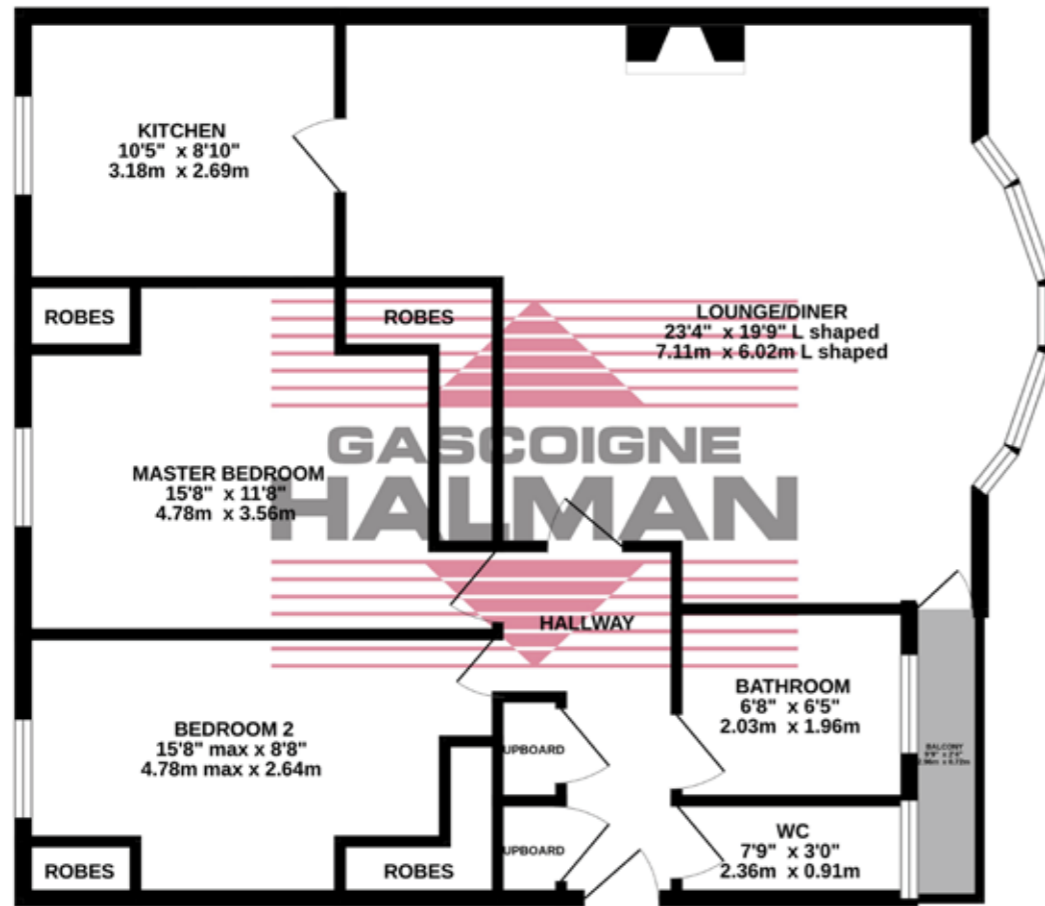 KITCHEN
10'5" x 8'10"
3.18m x 2.69m
ROBES
ROBES
LOUNGE/DINER
23'4" x 19'9" L shaped
7.11m x 6.02m L shaped
GASCOIGNE
HALMAN
MASTER BEDROOM
15'8" x 11'8"
4.78m x 3.56m
HALLWAY
BATHROOM
6'8" x 6'5"
2.03m x 1.96m
BEDROOM 2
15'8" max x 8'8"
4.78m max x 2.64m
UPBOARD
BALCONY
WC
7'9" x 3'0"
2.36m x 0.91m
UPBOARD
ROBES
ROBES